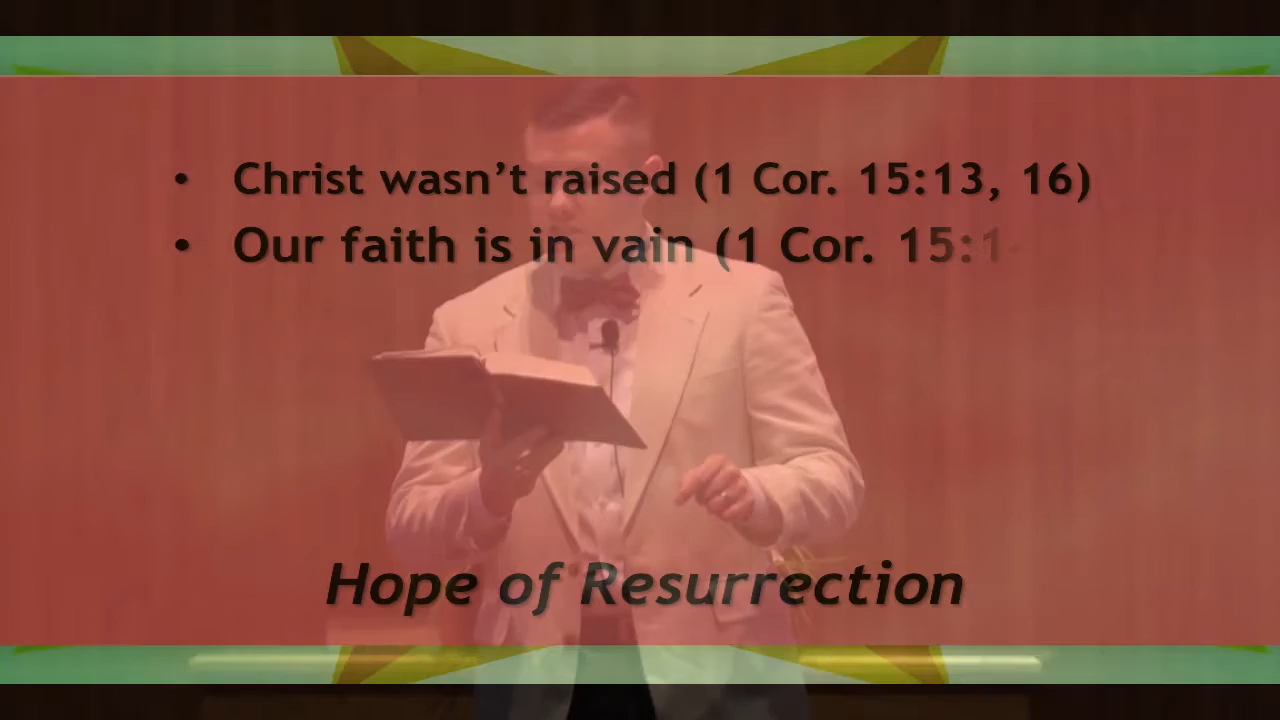 • Christ wasn’t raised (1 Cor. 15:13, 16)
• Our faith is in vain (1 Cor. 15:1
Hope of Resurrection